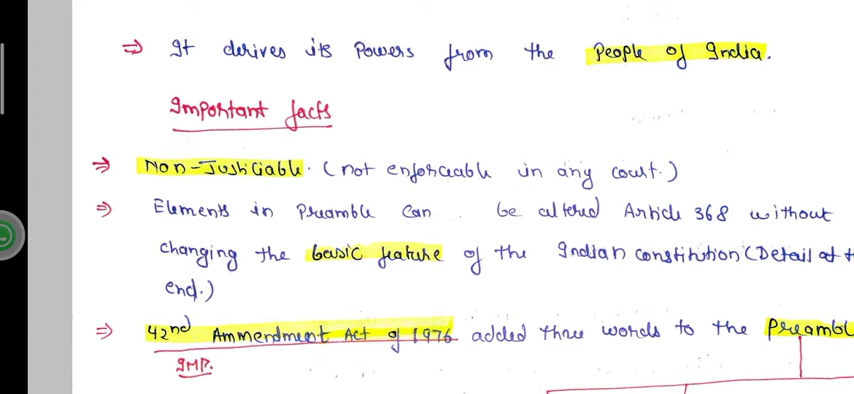 ⇒ It derives its Powers from the People of India.
Important facts
⇒ Non-Justiciable. (not enforceable in any court.)
⇒ Elements in Preamble can be altered Article 368 without
changing the basic feature of the Indian constitution (Detail at t
end.)
⇒ 42nd Ammendment Act of 1976 added three words to the Preambl
IMP.